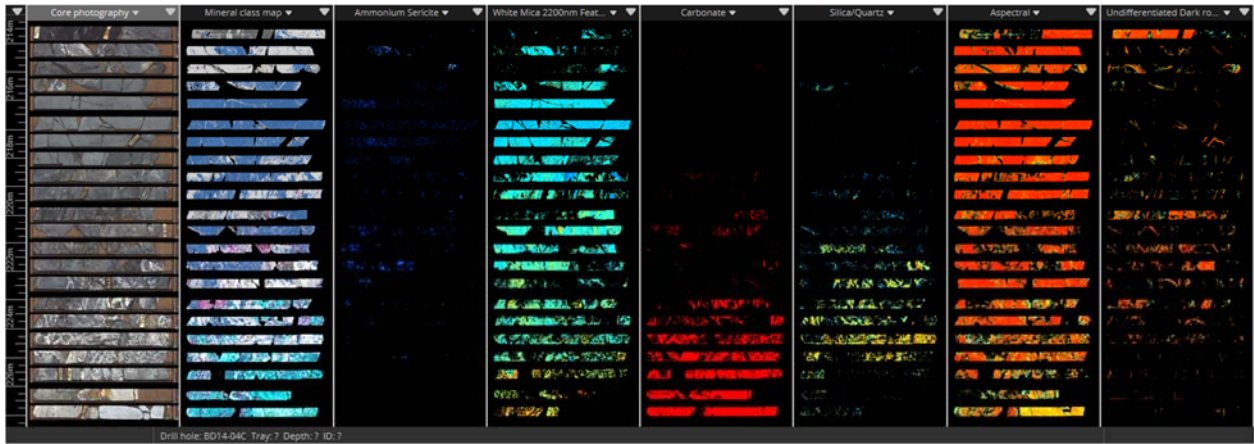 Core photography Mineral class map Ammonium Sericite White Mica 2200nm Feat... Carbonate Silica/Quartz Aspectral Undifferentiated Dark ro...
214m
216m
218m
220m
222m
224m
226m
Drill hole: BD14-04C Tray: ? Depth: ? ID: ?